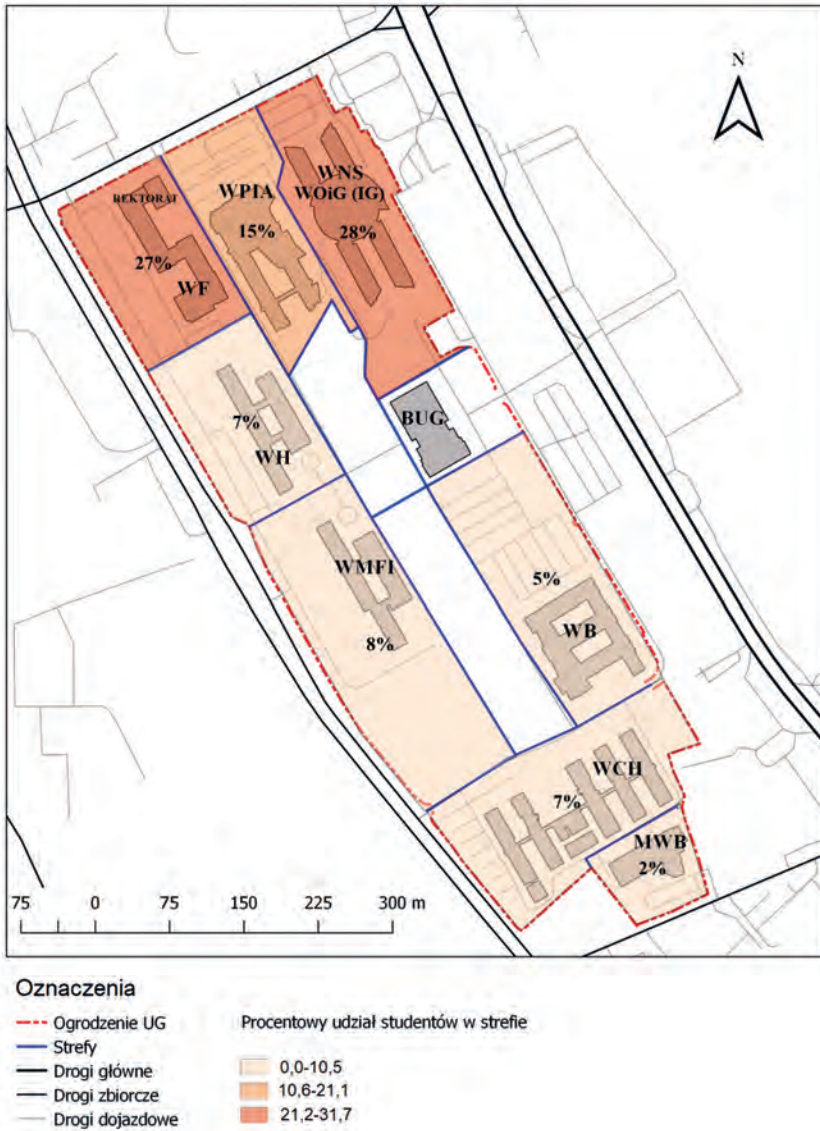 N
WNS
WOiG (IG)
28%
REKTORAT
WPIA
15%
27%
WF
BUG
7%
WH
WMFI
8%
5%
WB
WCH
7%
MWB
2%
75 0 75 150 225 300 m
Oznaczenia
Ogrodzenie UG
Strefy
Drogi główne
Drogi zbiorcze
Drogi dojazdowe
Procentowy udział studentów w strefie
0,0-10,5
10,6-21,1
21,2-31,7